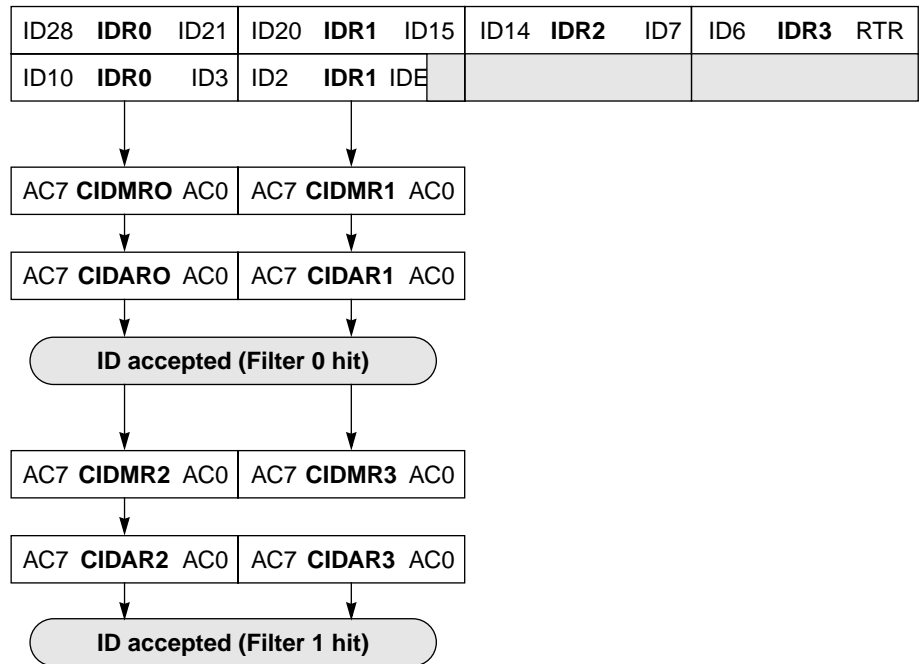 ID28 IDR0 ID21 ID20 IDR1 ID15 ID14 IDR2 ID7 ID6 IDR3 RTR
ID10 IDR0 ID3 ID2 IDR1 IDE
AC7 CIDMRO AC0 AC7 CIDMR1 AC0
AC7 CIDARO AC0 AC7 CIDAR1 AC0
ID accepted (Filter 0 hit)
AC7 CIDMR2 AC0 AC7 CIDMR3 AC0
AC7 CIDAR2 AC0 AC7 CIDAR3 AC0
ID accepted (Filter 1 hit)